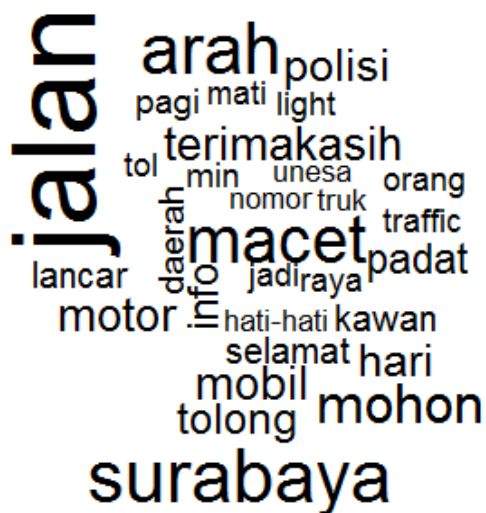 jalan
arah
polisi
pagi mati light
terimakasih
tol min unesa orang
nomor truk
daerah
traffic
macet
padat
lancar
info
jadi raya
motor
hati-hati kawan
selamat hari
mobil
mohon
tolong
surabaya